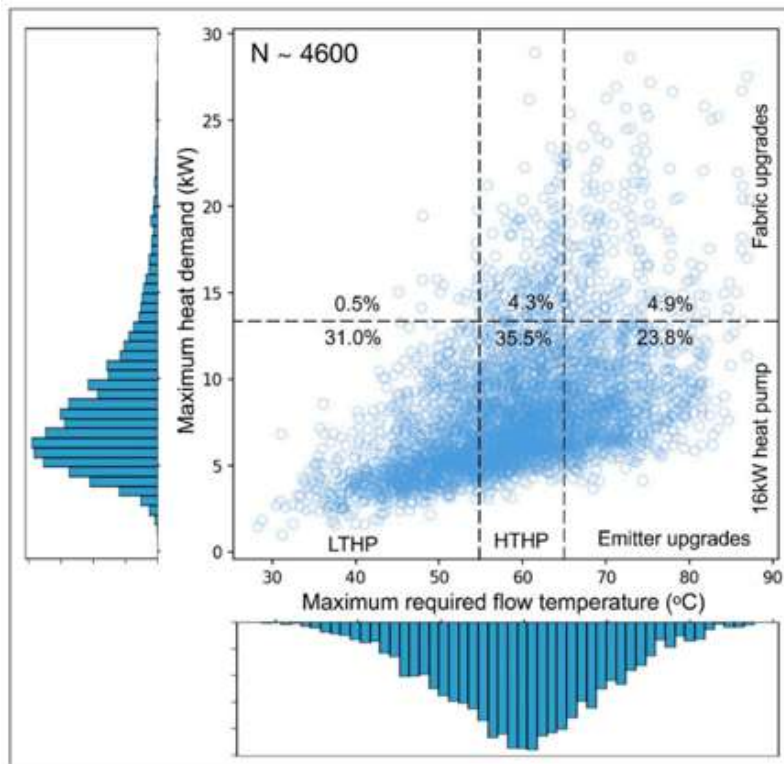 N ~ 4600
30
25
20
15
10
5
0
Maximum heat demand (kW)
Fabric upgrades
0.5% 4.3% 4.9%
31.0% 35.5% 23.8%
16kW heat pump
LTHP HTHP Emitter upgrades
30 40 50 60 70 80 90
Maximum required flow temperature (ᵒC)